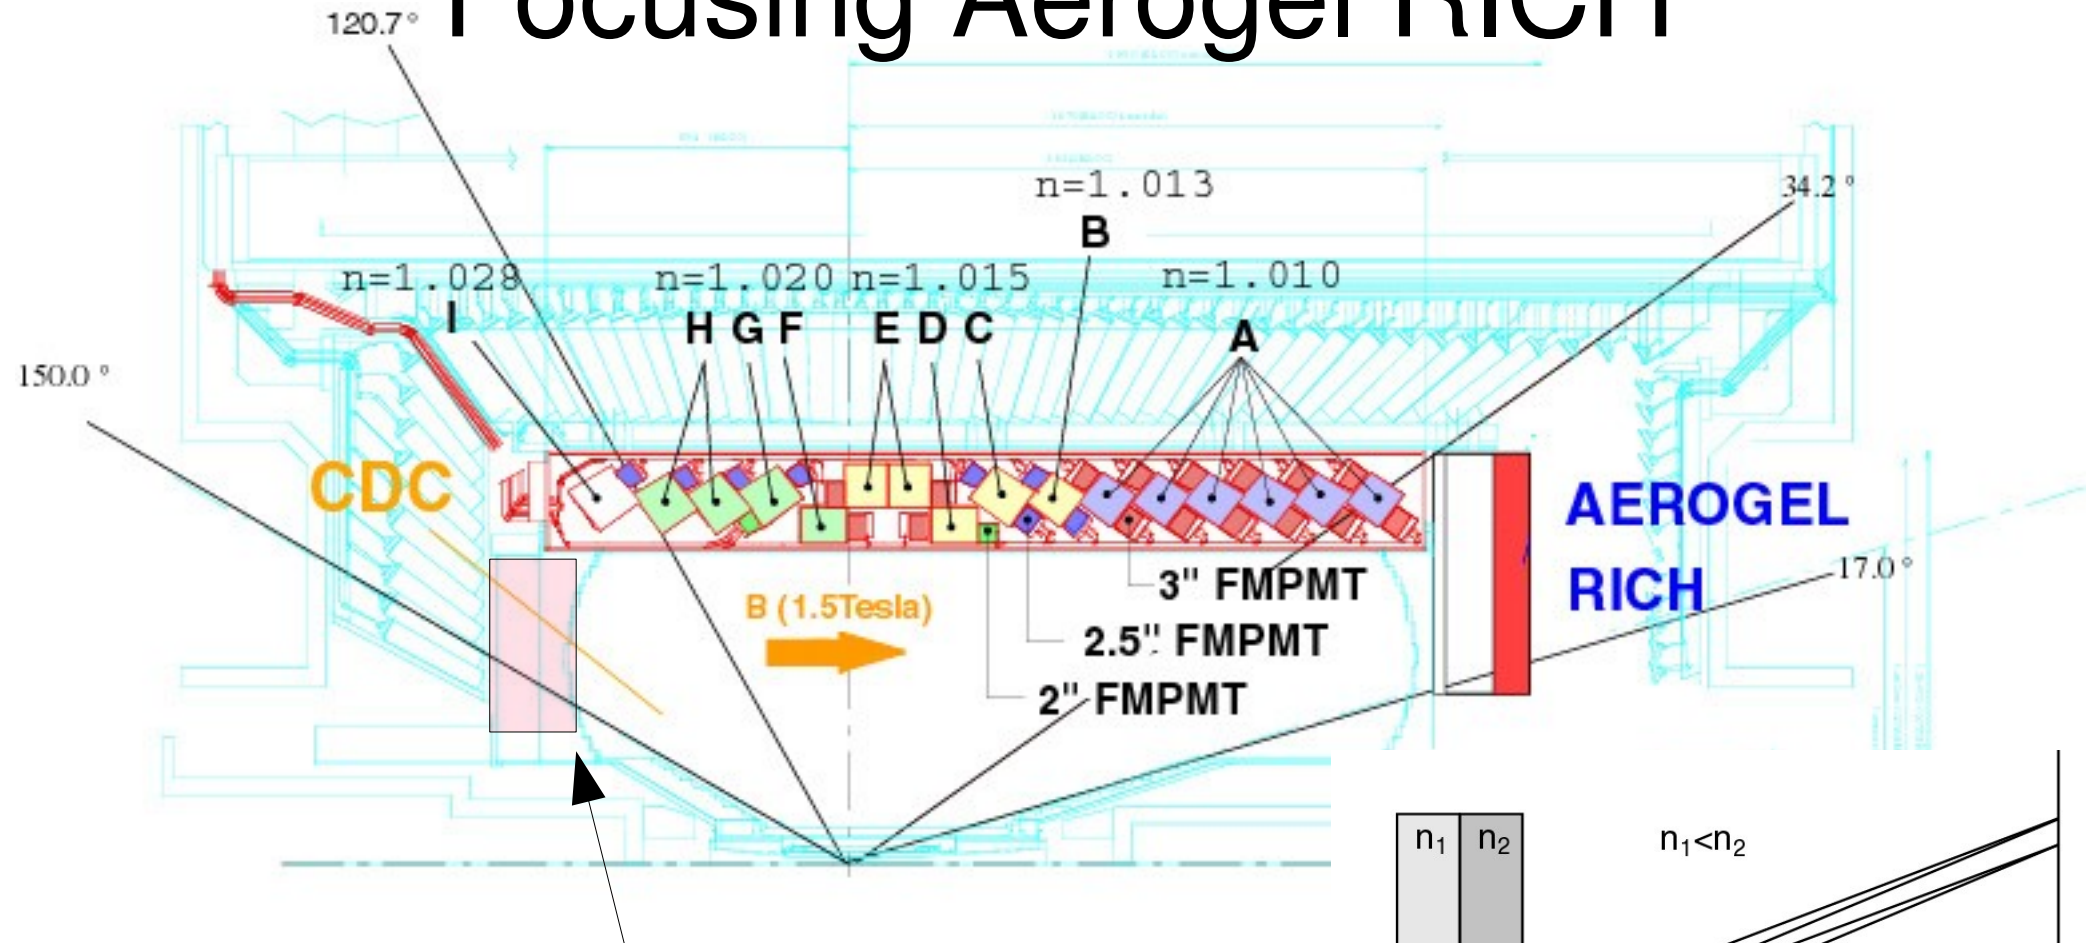 Focusing Aerogel RICH
120.7°
n=1.013
34.2 °
B
n=1.028
n=1.020
n=1.015
n=1.010
I
H G F
E D C
A
150.0 °
CDC
AEROGEL
RICH
17.0 °
3" FMPMT
B (1.5Tesla)
2.5" FMPMT
2" FMPMT
n1
n2
n1<n2